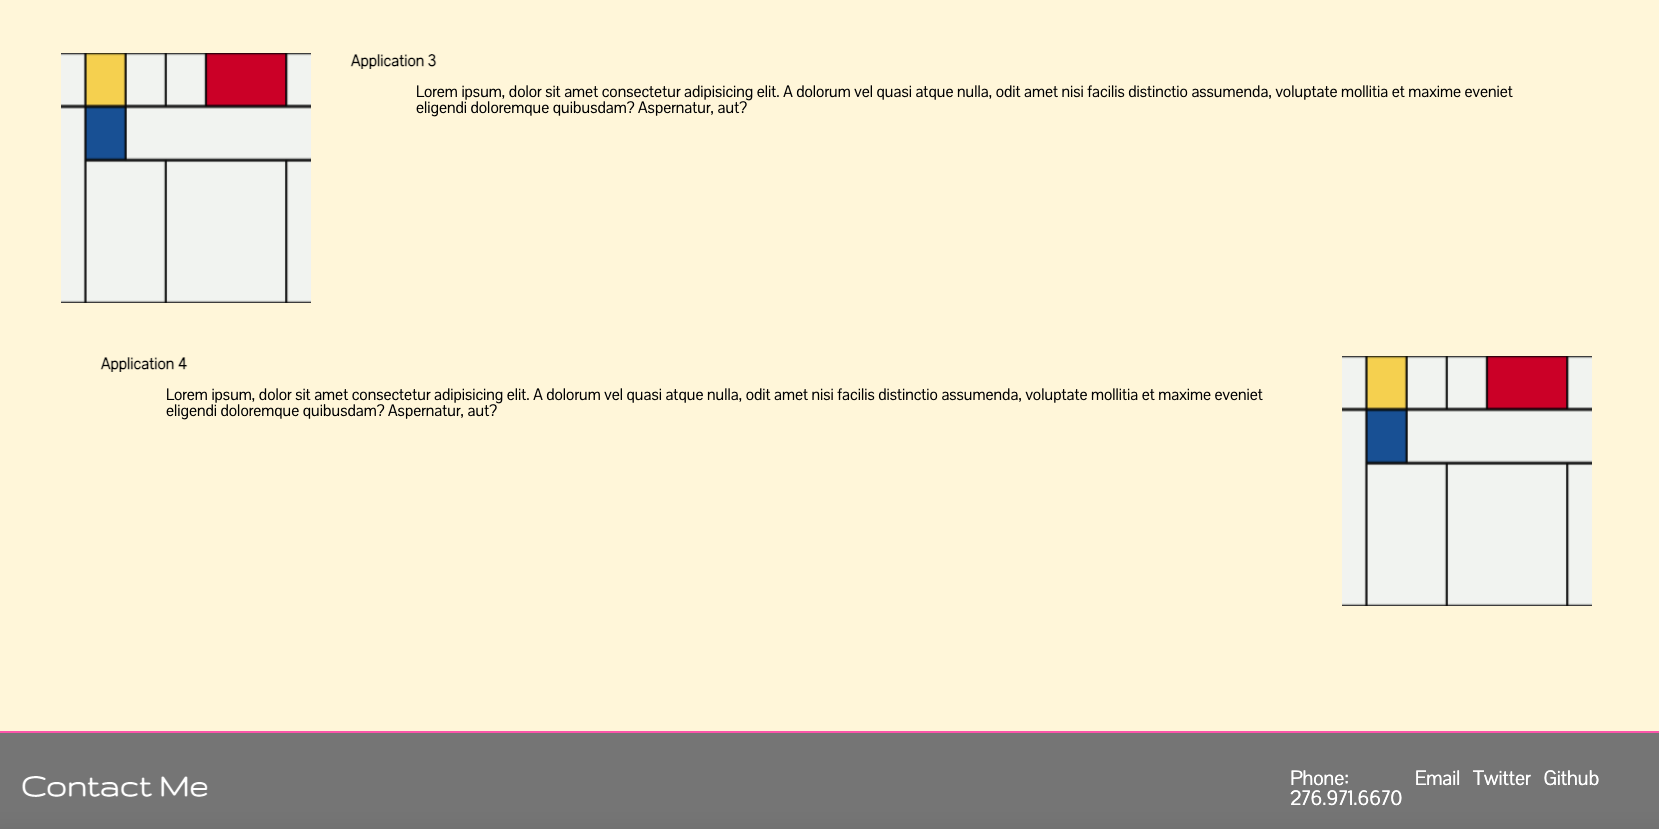 Application 3
Lorem ipsum, dolor sit amet consectetur adipisicing elit. A dolorum vel quasi atque nulla, odit amet nisi facilis distinctio assumenda, voluptate mollitia et maxime eveniet
eligendi doloremque quibusdam? Aspernatur, aut?
Application 4
Lorem ipsum, dolor sit amet consectetur adipisicing elit. A dolorum vel quasi atque nulla, odit amet nisi facilis distinctio assumenda, voluptate mollitia et maxime eveniet
eligendi doloremque quibusdam? Aspernatur, aut?
Contact Me
Phone: Email Twitter Github
276.971.6670